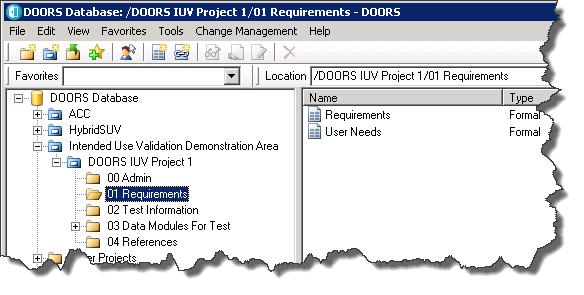 DOORS Database: /DOORS IUV Project 1/01 Requirements - DOORS
File Edit View Favorites Tools Change Management Help
Favorites Location /DOORS IUV Project 1/01 Requirements
DOORS Database
ACC
HybridSUV
Intended Use Validation Demonstration Area
DOORS IUV Project 1
00 Admin
01 Requirements
02 Test Information
03 Data Modules For Test
04 References
Projects
Name Type
Requirements Formal
User Needs Formal